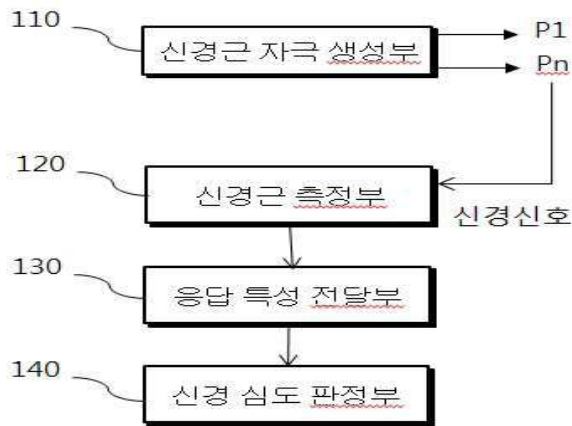 110
신경근 자극 생성부
P1
Pn
120
신경근 측정부
신경신호
130
응답 특성 전달부
140
신경 심도 판정부